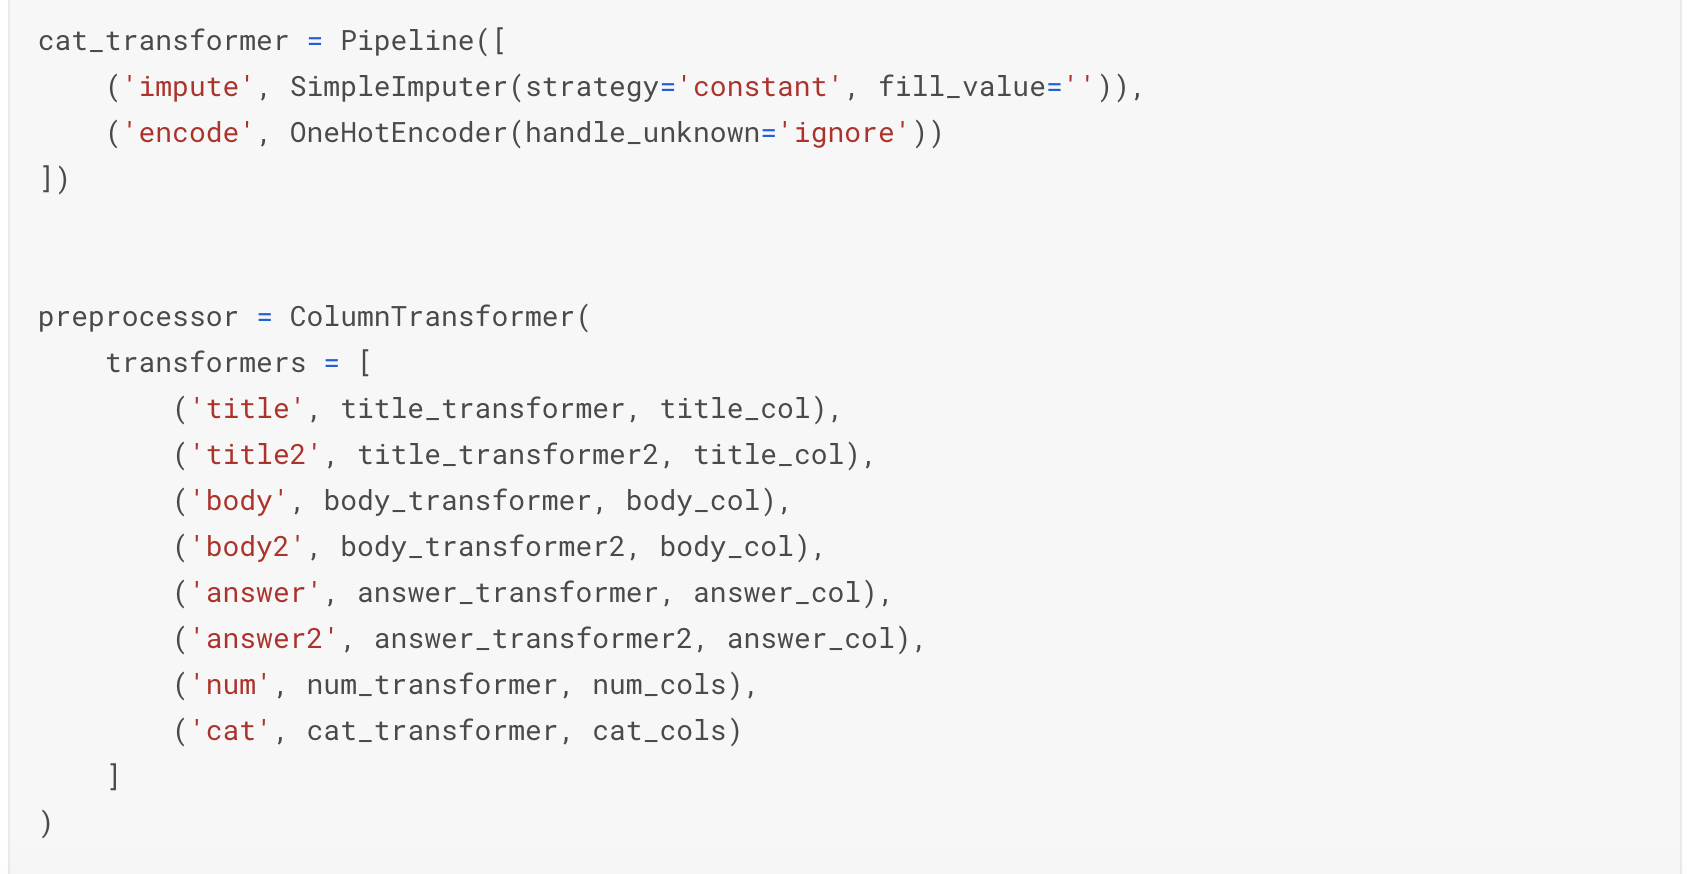 cat_transformer = Pipeline([
    ('impute', SimpleImputer(strategy='constant', fill_value='')),
    ('encode', OneHotEncoder(handle_unknown='ignore'))
])
preprocessor = ColumnTransformer(
    transformers = [
        ('title', title_transformer, title_col),
        ('title2', title_transformer2, title_col),
        ('body', body_transformer, body_col),
        ('body2', body_transformer2, body_col),
        ('answer', answer_transformer, answer_col),
        ('answer2', answer_transformer2, answer_col),
        ('num', num_transformer, num_cols),
        ('cat', cat_transformer, cat_cols)
    ]
)